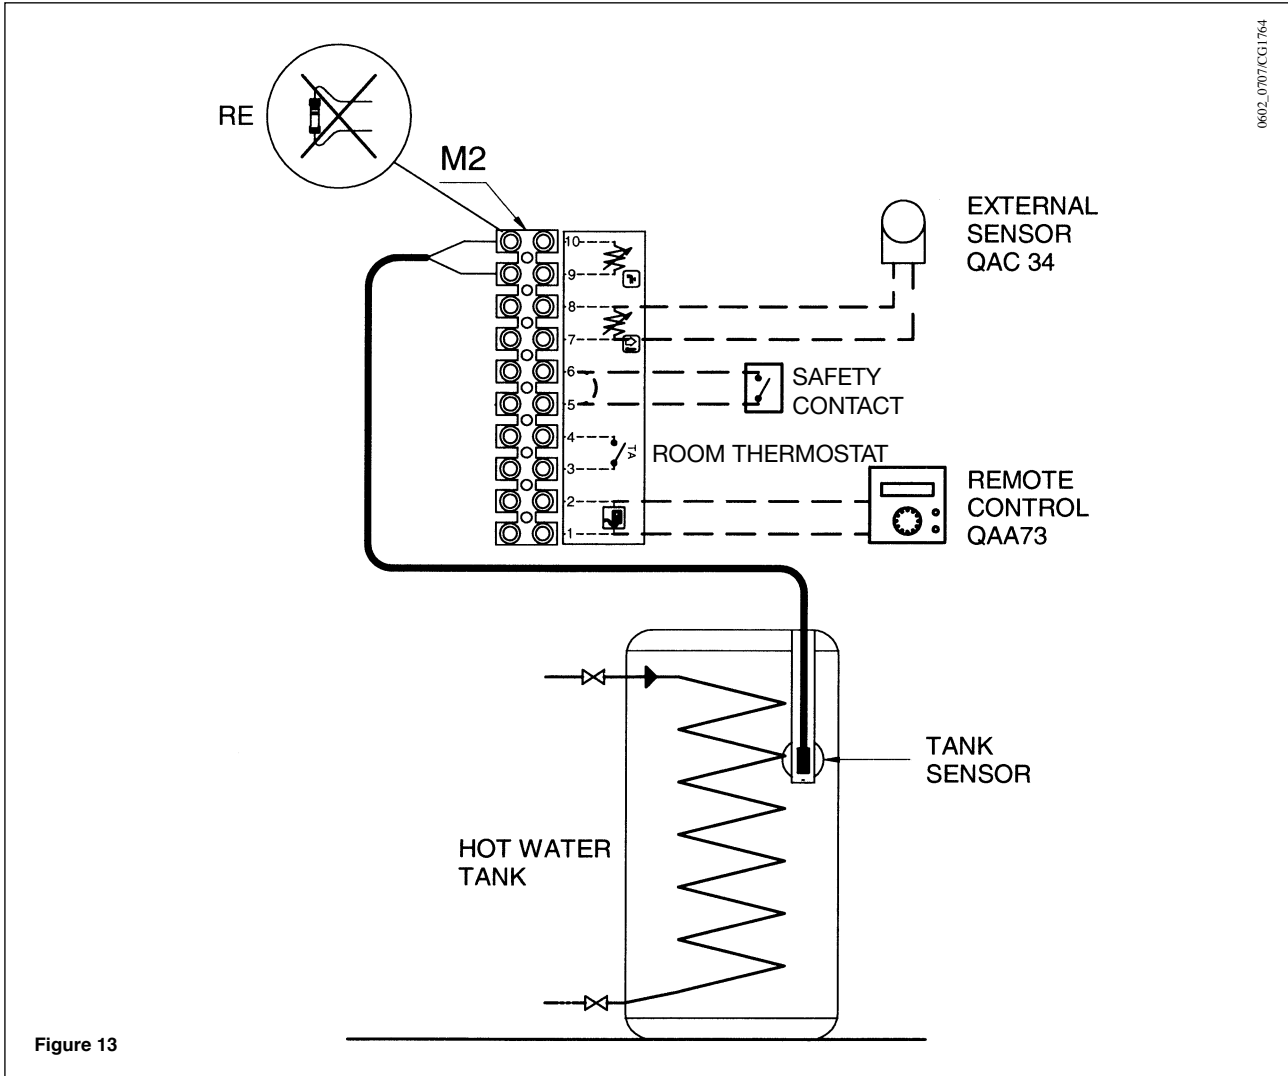 0602_0707/CG1764
RE
M2
EXTERNAL
SENSOR
QAC 34
10
9
8
7
6
5
4
3
2
1
SAFETY
CONTACT
TA
ROOM THERMOSTAT
REMOTE
CONTROL
QAA73
TANK
SENSOR
HOT WATER
TANK
Figure 13